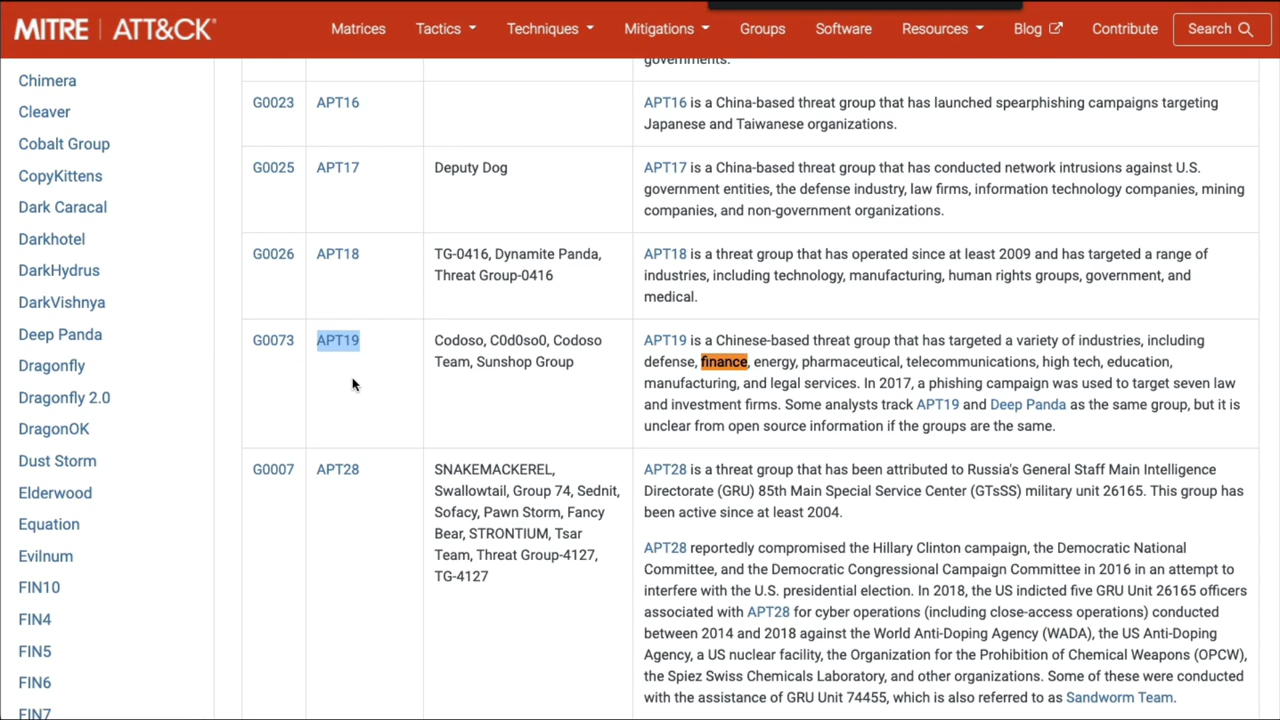 MITRE | ATT&CK®
Matrices
Tactics
Techniques
Mitigations
Groups
Software
Resources
Blog
Contribute
Search
Chimera
Cleaver
Cobalt Group
CopyKittens
Dark Caracal
Darkhotel
DarkHydrus
DarkVishnya
Deep Panda
Dragonfly
Dragonfly 2.0
DragonOK
Dust Storm
Elderwood
Equation
Evilnum
FIN10
FIN4
FIN5
FIN6
FIN7
governments.
G0023
APT16
APT16 is a China-based threat group that has launched spearphishing campaigns targeting
Japanese and Taiwanese organizations.
G0025
APT17
Deputy Dog
APT17 is a China-based threat group that has conducted network intrusions against U.S.
government entities, the defense industry, law firms, information technology companies, mining
companies, and non-government organizations.
G0026
APT18
TG-0416, Dynamite Panda,
Threat Group-0416
APT18 is a threat group that has operated since at least 2009 and has targeted a range of
industries, including technology, manufacturing, human rights groups, government, and
medical.
G0073
APT19
Codoso, C0d0so0, Codoso
Team, Sunshop Group
APT19 is a Chinese-based threat group that has targeted a variety of industries, including
defense, finance, energy, pharmaceutical, telecommunications, high tech, education,
manufacturing, and legal services. In 2017, a phishing campaign was used to target seven law
and investment firms. Some analysts track APT19 and Deep Panda as the same group, but it is
unclear from open source information if the groups are the same.
G0007
APT28
SNAKEMACKEREL,
Swallowtail, Group 74, Sednit,
Sofacy, Pawn Storm, Fancy
Bear, STRONTIUM, Tsar
Team, Threat Group-4127,
TG-4127
APT28 is a threat group that has been attributed to Russia's General Staff Main Intelligence
Directorate (GRU) 85th Main Special Service Center (GTsSS) military unit 26165. This group has
been active since at least 2004.
APT28 reportedly compromised the Hillary Clinton campaign, the Democratic National
Committee, and the Democratic Congressional Campaign Committee in 2016 in an attempt to
interfere with the U.S. presidential election. In 2018, the US indicted five GRU Unit 26165 officers
associated with APT28 for cyber operations (including close-access operations) conducted
between 2014 and 2018 against the World Anti-Doping Agency (WADA), the US Anti-Doping
Agency, a US nuclear facility, the Organization for the Prohibition of Chemical Weapons (OPCW),
the Spiez Swiss Chemicals Laboratory, and other organizations. Some of these were conducted
with the assistance of GRU Unit 74455, which is also referred to as Sandworm Team.